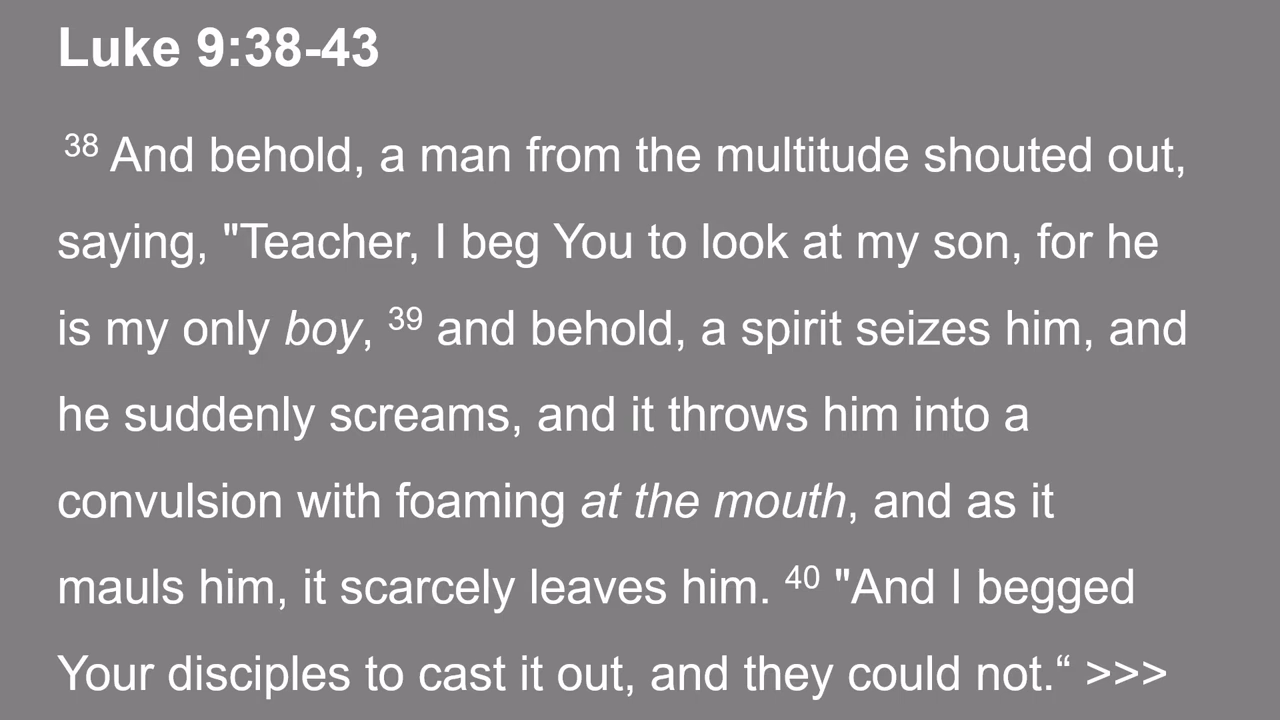 Luke 9:38-43
38 And behold, a man from the multitude shouted out,
saying, "Teacher, I beg You to look at my son, for he
is my only boy, 39 and behold, a spirit seizes him, and
he suddenly screams, and it throws him into a
convulsion with foaming at the mouth, and as it
mauls him, it scarcely leaves him. 40 "And I begged
Your disciples to cast it out, and they could not.“ >>>